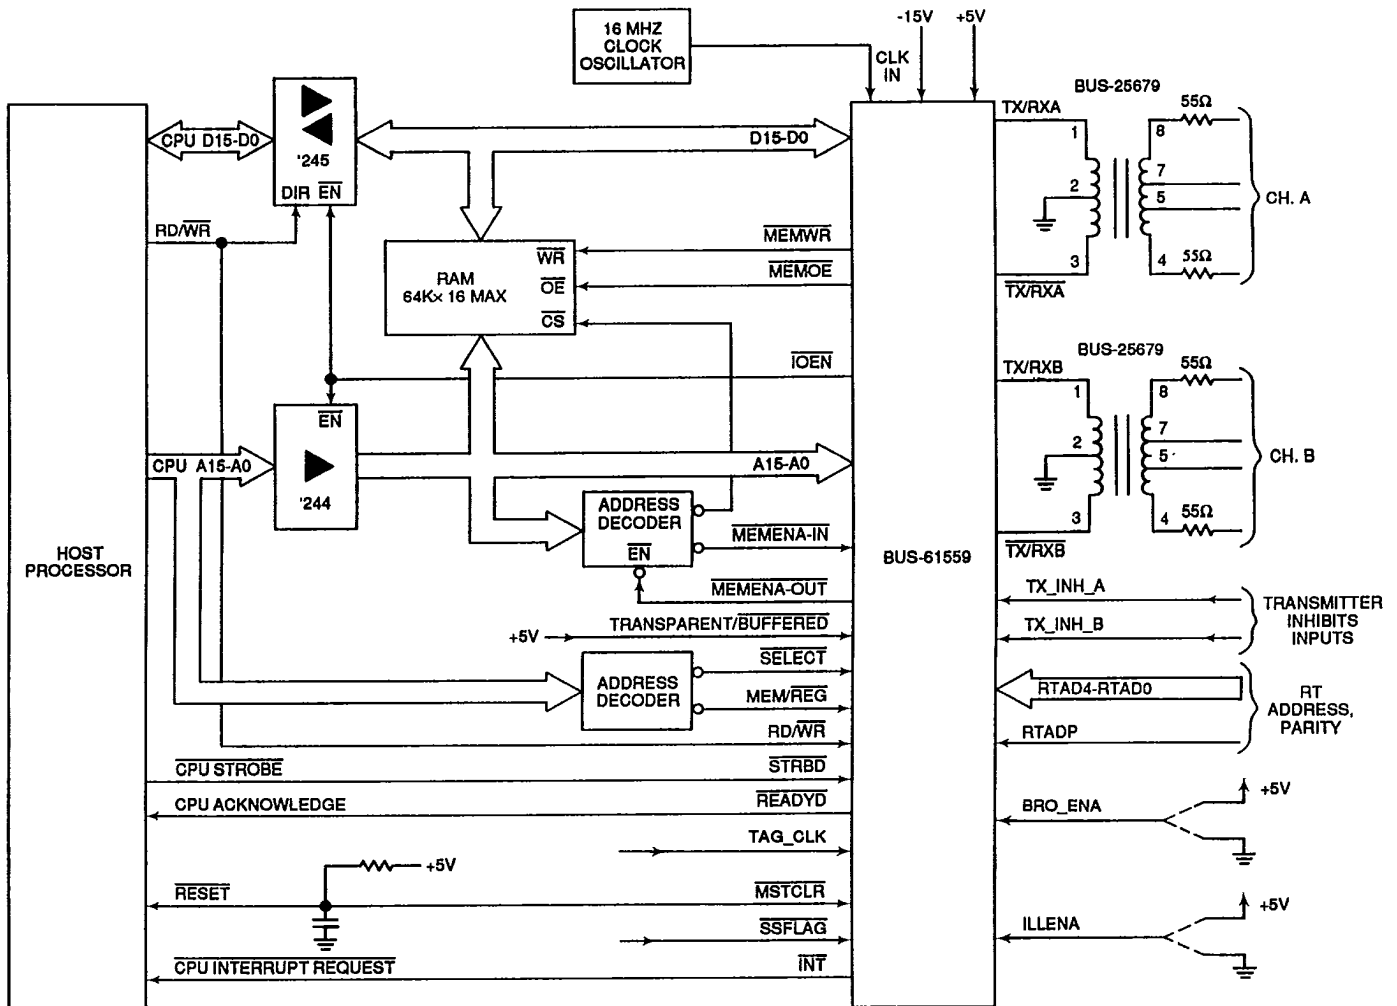 16 MHZ
CLOCK
OSCILLATOR
-15V
+5V
CLK
IN
BUS-25679
TX/RXA
55Ω
1
8
CPU D15-D0
'245
D15-D0
7
2
5
CH. A
DIR EN
RD/WR
MEMWR
WR
RAM
64K× 16 MAX
MEMOE
OE
3
4
55Ω
TX/RXA
CS
IOEN
BUS-25679
TX/RXB
55Ω
1
8
EN
7
2
5
CH. B
CPU A15-A0
A15-A0
'244
ADDRESS
DECODER
3
4
55Ω
EN
MEMENA-IN
TX/RXB
HOST
PROCESSOR
BUS-61559
MEMENA-OUT
TX_INH_A
TX_INH_B
TRANSMITTER
INHIBITS
INPUTS
+5V
TRANSPARENT/BUFFERED
ADDRESS
DECODER
SELECT
MEM/REG
RTAD4-RTAD0
RT
ADDRESS,
PARITY
RD/WR
RTADP
CPU STROBE
STRBD
CPU ACKNOWLEDGE
READYD
BRO_ENA
+5V
TAG_CLK
+5V
RESET
MSTCLR
SSFLAG
ILLENA
+5V
CPU INTERRUPT REQUEST
INT